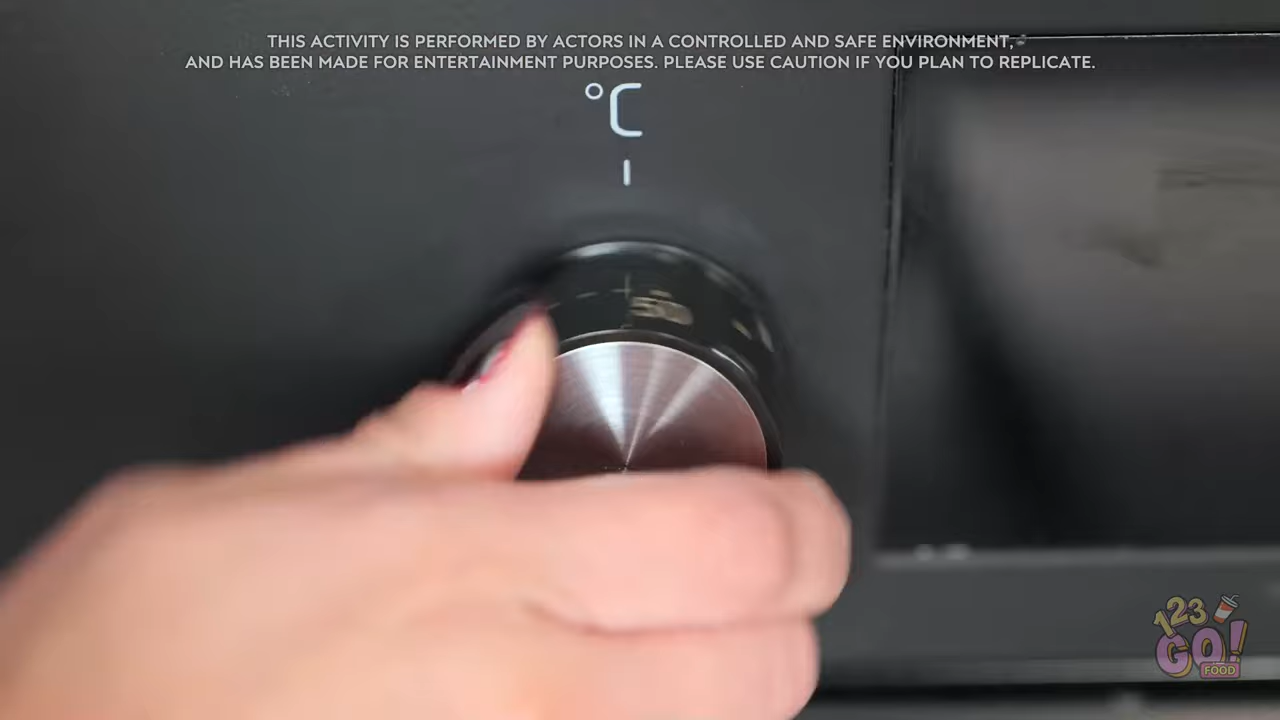 THIS ACTIVITY IS PERFORMED BY ACTORS IN A CONTROLLED AND SAFE ENVIRONMENT,
AND HAS BEEN MADE FOR ENTERTAINMENT PURPOSES. PLEASE USE CAUTION IF YOU PLAN TO REPLICATE.
°C
50
123
GO!
FOOD